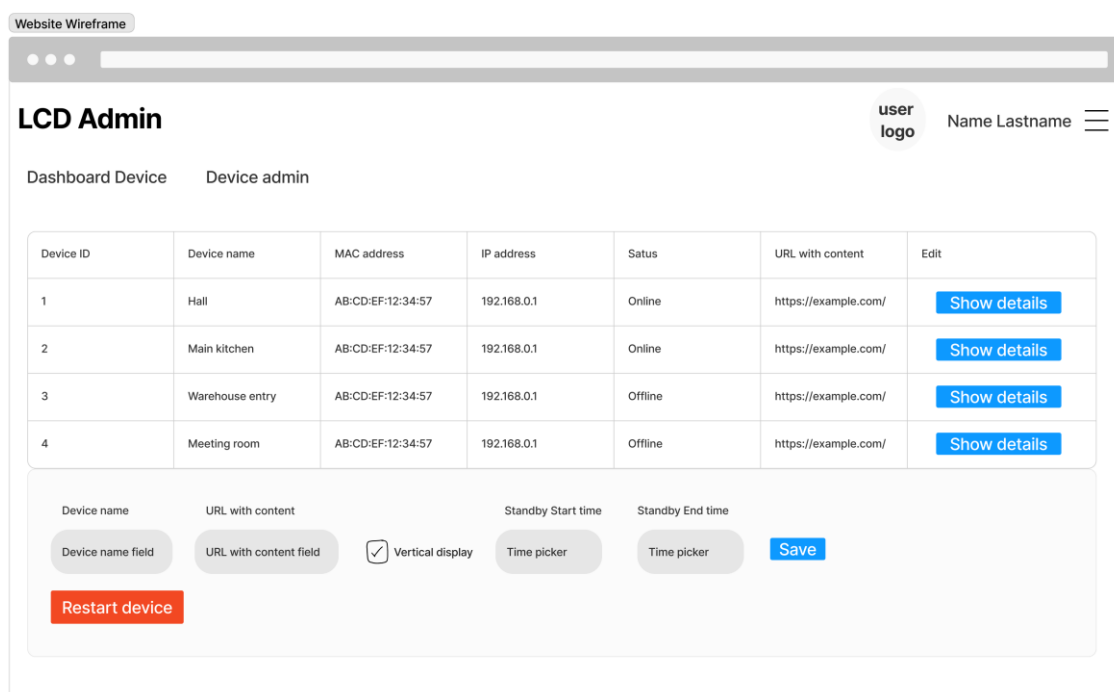 Website Wireframe
LCD Admin
user
logo
Name Lastname
Dashboard Device
Device admin
Device ID Device name MAC address IP address Satus URL with content Edit
1 Hall AB:CD:EF:12:34:57 192.168.0.1 Online https://example.com/ Show details
2 Main kitchen AB:CD:EF:12:34:57 192.168.0.1 Online https://example.com/ Show details
3 Warehouse entry AB:CD:EF:12:34:57 192.168.0.1 Offline https://example.com/ Show details
4 Meeting room AB:CD:EF:12:34:57 192.168.0.1 Offline https://example.com/ Show details
Device name URL with content Standby Start time Standby End time
Device name field URL with content field Vertical display Time picker Time picker Save
Restart device